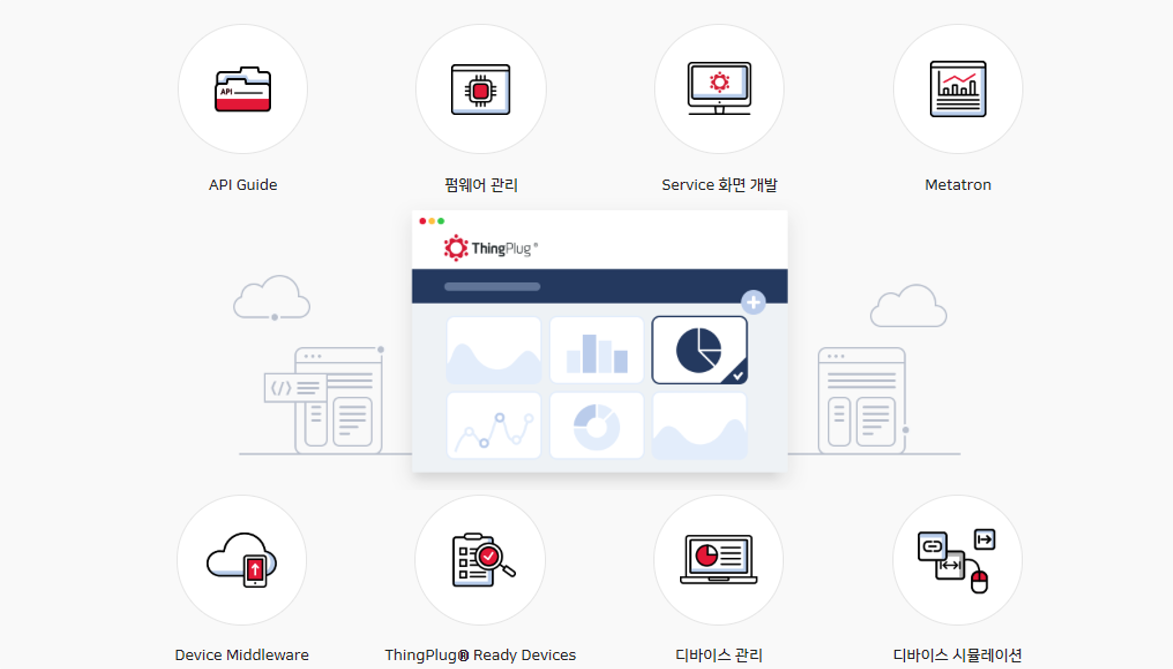 API
API Guide
펌웨어 관리
Service 화면 개발
Metatron
ThingPlug®
</>
Device Middleware
ThingPlug® Ready Devices
디바이스 관리
디바이스 시뮬레이션